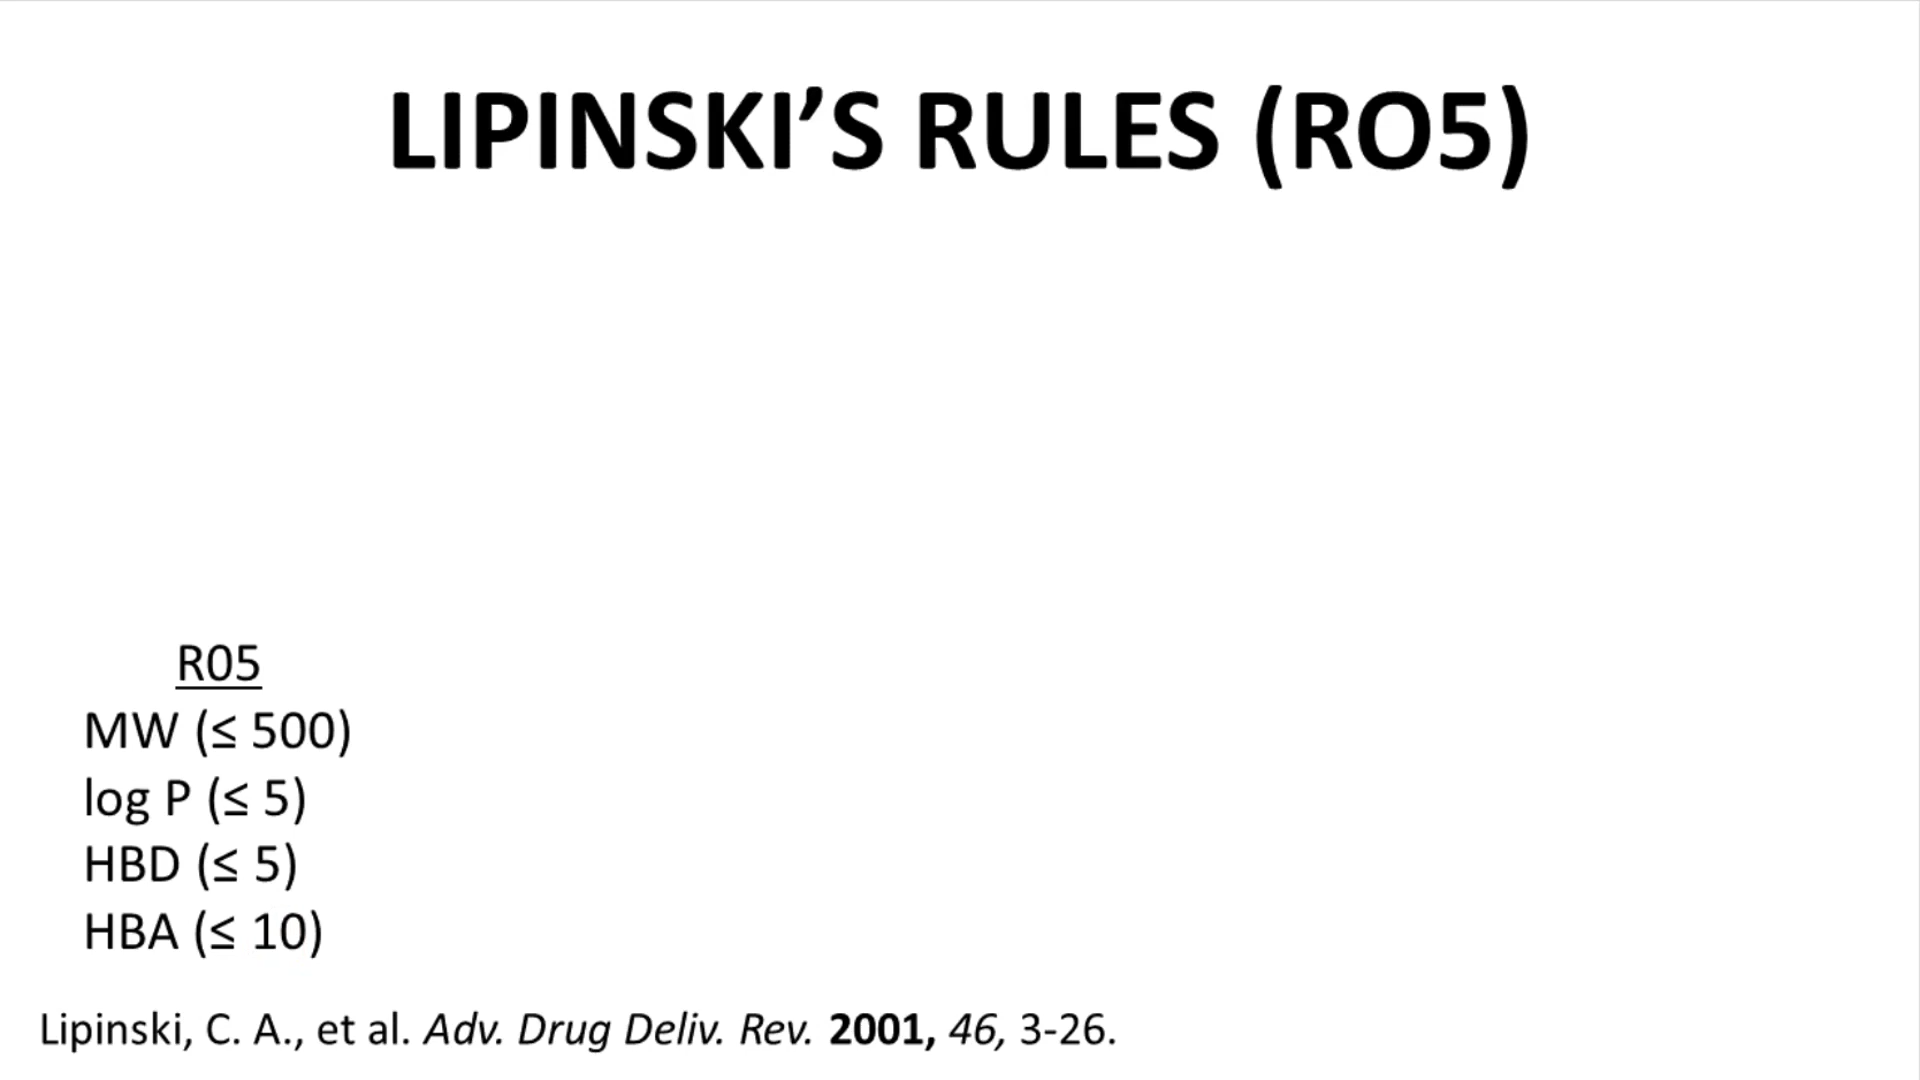 LIPINSKI’S RULES (RO5)
R05
MW (≤ 500)
log P (≤ 5)
HBD (≤ 5)
HBA (≤ 10)
Lipinski, C. A., et al. Adv. Drug Deliv. Rev. 2001, 46, 3-26.